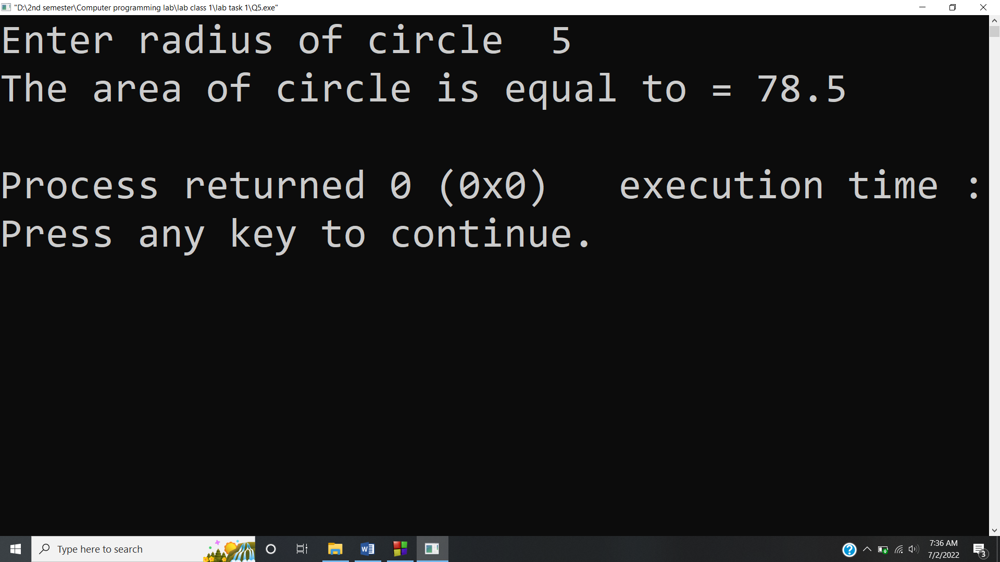 "D:\2nd semester\Computer programming lab\lab class 1\lab task 1\Q5.exe"
Enter radius of circle  5
The area of circle is equal to = 78.5
Process returned 0 (0x0)   execution time :
Press any key to continue.
Type here to search
7:36 AM
7/2/2022
3